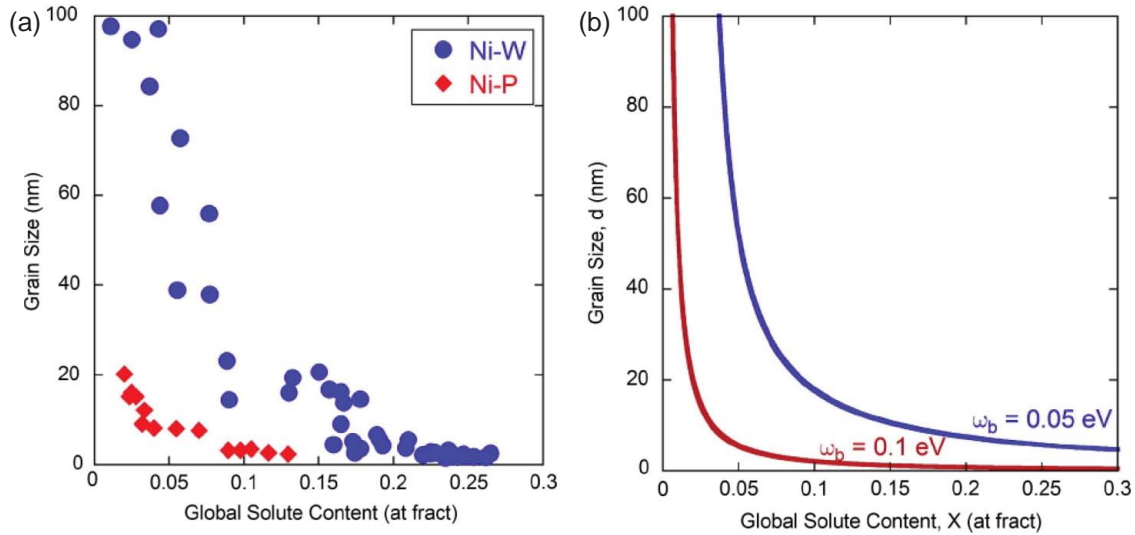 (a)
100
80
60
40
20
0
Grain Size (nm)
Ni-W
Ni-P
0 0.05 0.1 0.15 0.2 0.25 0.3
Global Solute Content (at fract)
(b)
100
80
60
40
20
0
Grain Size, d (nm)
ω_b = 0.05 eV
ω_b = 0.1 eV
0 0.05 0.1 0.15 0.2 0.25 0.3
Global Solute Content, X (at fract)